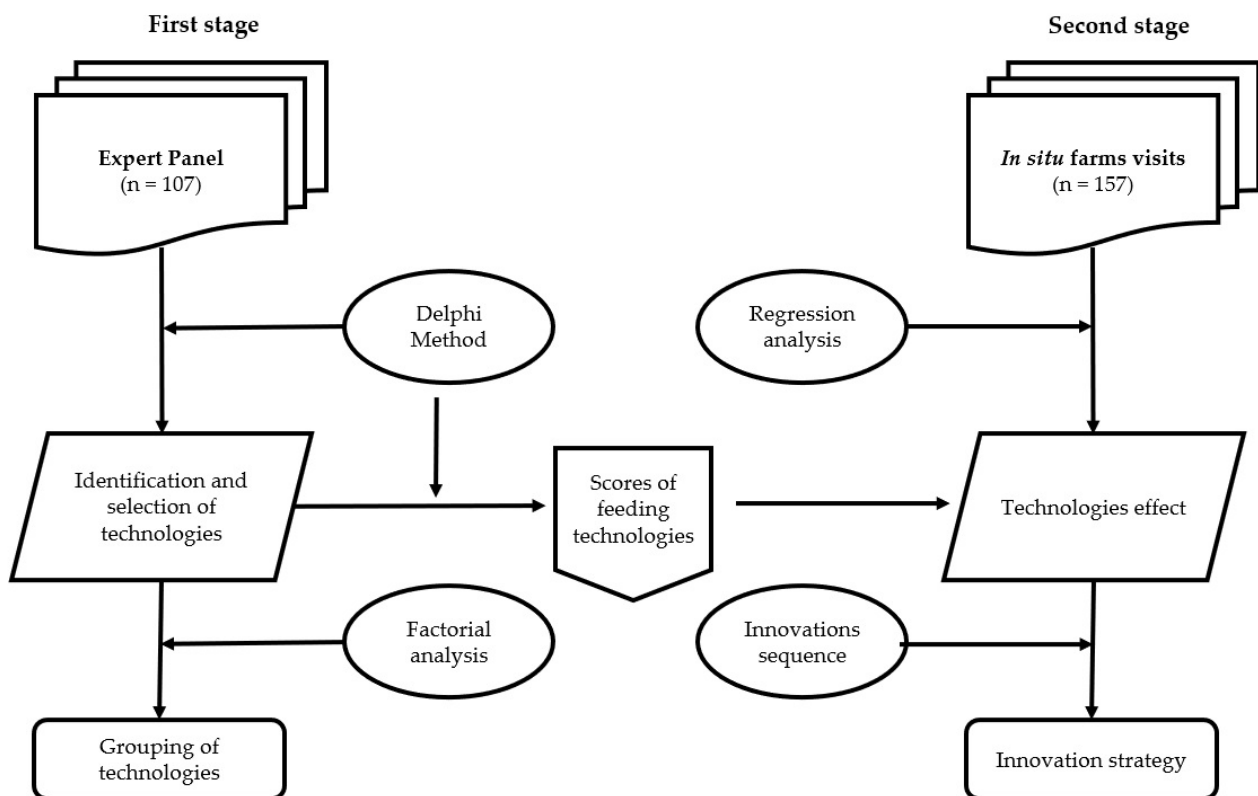 First stage
Second stage
Expert Panel
(n = 107)
In situ farms visits
(n = 157)
Delphi
Method
Regression
analysis
Identification and
selection of
technologies
Scores of
feeding
technologies
Technologies effect
Factorial
analysis
Innovations
sequence
Grouping of
technologies
Innovation strategy